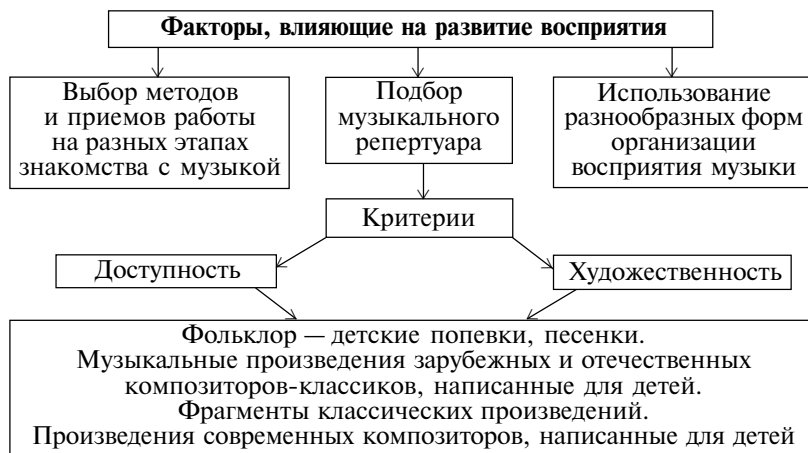 Факторы, влияющие на развитие восприятия
Выбор методов
и приемов работы
на разных этапах
знакомства с музыкой
Подбор
музыкального
репертуара
Использование
разнообразных форм
организации
восприятия музыки
Критерии
Доступность
Художественность
Фольклор — детские попевки, песенки.
Музыкальные произведения зарубежных и отечественных
композиторов-классиков, написанные для детей.
Фрагменты классических произведений.
Произведения современных композиторов, написанные для детей